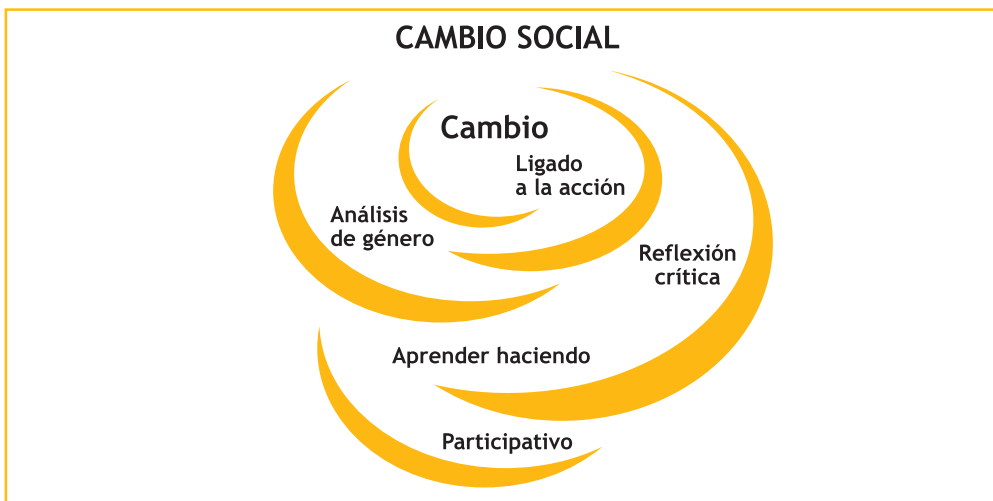 CAMBIO SOCIAL
Cambio
Ligado
a la acción
Análisis
de género
Reflexión
crítica
Aprender haciendo
Participativo